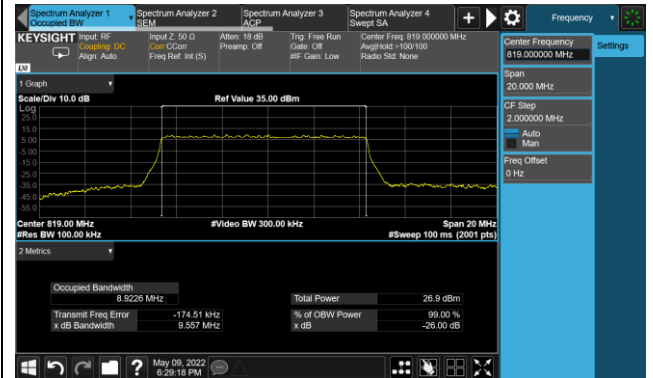 Spectrum Analyzer 1
Occupied BW
Spectrum Analyzer 2
SEM
Spectrum Analyzer 3
ACP
Spectrum Analyzer 4
Swept SA
Frequency
KEYSIGHT
Input: RF
Coupling: DC
Align: Auto
Input Z: 50 Ω
Corr CCorr
Freq Ref: Int (S)
Atten: 18 dB
Preamp: Off
Trig: Free Run
Gate: Off
#IF Gain: Low
Center Freq: 819.000000 MHz
Avg|Hold:>100/100
Radio Std: None
LXI
Center Frequency
819.000000 MHz
Settings
Span
20.000 MHz
CF Step
2.000000 MHz
Auto
Man
Freq Offset
0 Hz
1 Graph
Scale/Div 10.0 dB
Ref Value 35.00 dBm
Log
25.0
15.0
5.00
-5.00
-15.0
-25.0
-35.0
-45.0
-55.0
Center 819.00 MHz
#Video BW 300.00 kHz
Span 20 MHz
#Res BW 100.00 kHz
#Sweep 100 ms (2001 pts)
2 Metrics
Occupied Bandwidth
8.9226 MHz
Total Power
26.9 dBm
Transmit Freq Error
-174.51 kHz
% of OBW Power
99.00 %
x dB Bandwidth
9.557 MHz
x dB
-26.00 dB
?
May 09, 2022
6:29:18 PM